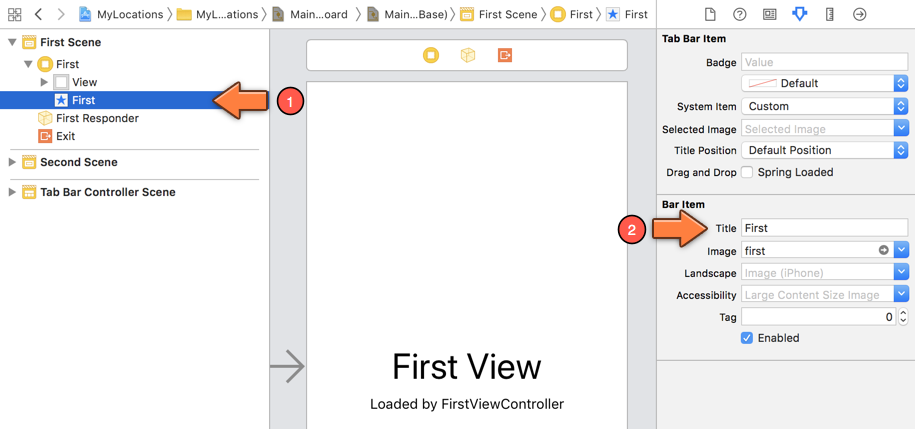 MyLocations MyL...ations Main...oard Main...Base) First Scene First First
First Scene
First
View
First
First Responder
Exit
Second Scene
Tab Bar Controller Scene
1
First View
Loaded by FirstViewController
Tab Bar Item
Badge Value
Default
System Item Custom
Selected Image Selected Image
Title Position Default Position
Drag and Drop Spring Loaded
Bar Item
2
Title First
Image first
Landscape Image (iPhone)
Accessibility Large Content Size Image
Tag 0
Enabled